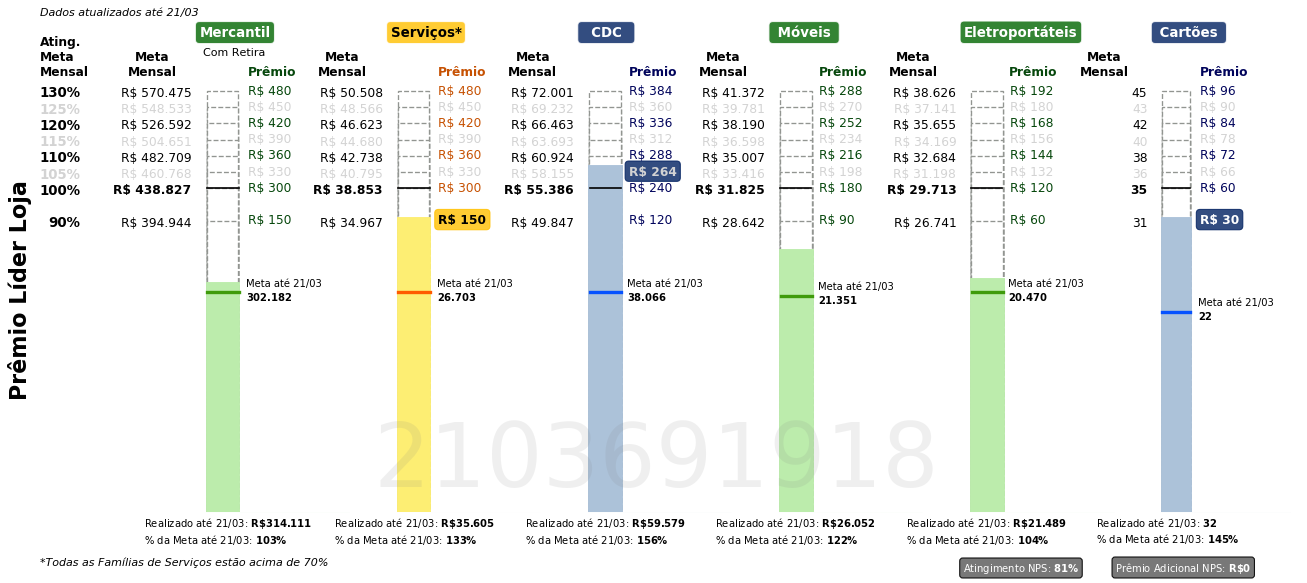 Dados atualizados até 21/03
Mercantil Serviços* CDC Móveis Eletroportáteis Cartões
Com Retira
Ating. Meta Mensal
Meta Mensal Prêmio Meta Mensal Prêmio Meta Mensal Prêmio Meta Mensal Prêmio Meta Mensal Prêmio Meta Mensal Prêmio
130% R$ 570.475 R$ 480 R$ 50.508 R$ 480 R$ 72.001 R$ 384 R$ 41.372 R$ 288 R$ 38.626 R$ 192 45 R$ 96
125% R$ 548.533 R$ 450 R$ 48.566 R$ 450 R$ 69.232 R$ 360 R$ 39.781 R$ 270 R$ 37.141 R$ 180 43 R$ 90
120% R$ 526.592 R$ 420 R$ 46.623 R$ 420 R$ 66.463 R$ 336 R$ 38.190 R$ 252 R$ 35.655 R$ 168 42 R$ 84
115% R$ 504.651 R$ 390 R$ 44.680 R$ 390 R$ 63.693 R$ 312 R$ 36.598 R$ 234 R$ 34.169 R$ 156 40 R$ 78
110% R$ 482.709 R$ 360 R$ 42.738 R$ 360 R$ 60.924 R$ 288 R$ 35.007 R$ 216 R$ 32.684 R$ 144 38 R$ 72
105% R$ 460.768 R$ 330 R$ 40.795 R$ 330 R$ 58.155 R$ 264 R$ 33.416 R$ 198 R$ 31.198 R$ 132 36 R$ 66
100% R$ 438.827 R$ 300 R$ 38.853 R$ 300 R$ 55.386 R$ 240 R$ 31.825 R$ 180 R$ 29.713 R$ 120 35 R$ 60
90% R$ 394.944 R$ 150 R$ 34.967 R$ 150 R$ 49.847 R$ 120 R$ 28.642 R$ 90 R$ 26.741 R$ 60 31 R$ 30
Prêmio Líder Loja
Meta até 21/03 Meta até 21/03 Meta até 21/03 Meta até 21/03 Meta até 21/03 Meta até 21/03
302.182 26.703 38.066 21.351 20.470 22
2103691918
Realizado até 21/03: R$314.111 Realizado até 21/03: R$35.605 Realizado até 21/03: R$59.579 Realizado até 21/03: R$26.052 Realizado até 21/03: R$21.489 Realizado até 21/03: 32
% da Meta até 21/03: 103% % da Meta até 21/03: 133% % da Meta até 21/03: 156% % da Meta até 21/03: 122% % da Meta até 21/03: 104% % da Meta até 21/03: 145%
*Todas as Famílias de Serviços estão acima de 70% Atingimento NPS: 81% Prêmio Adicional NPS: R$0